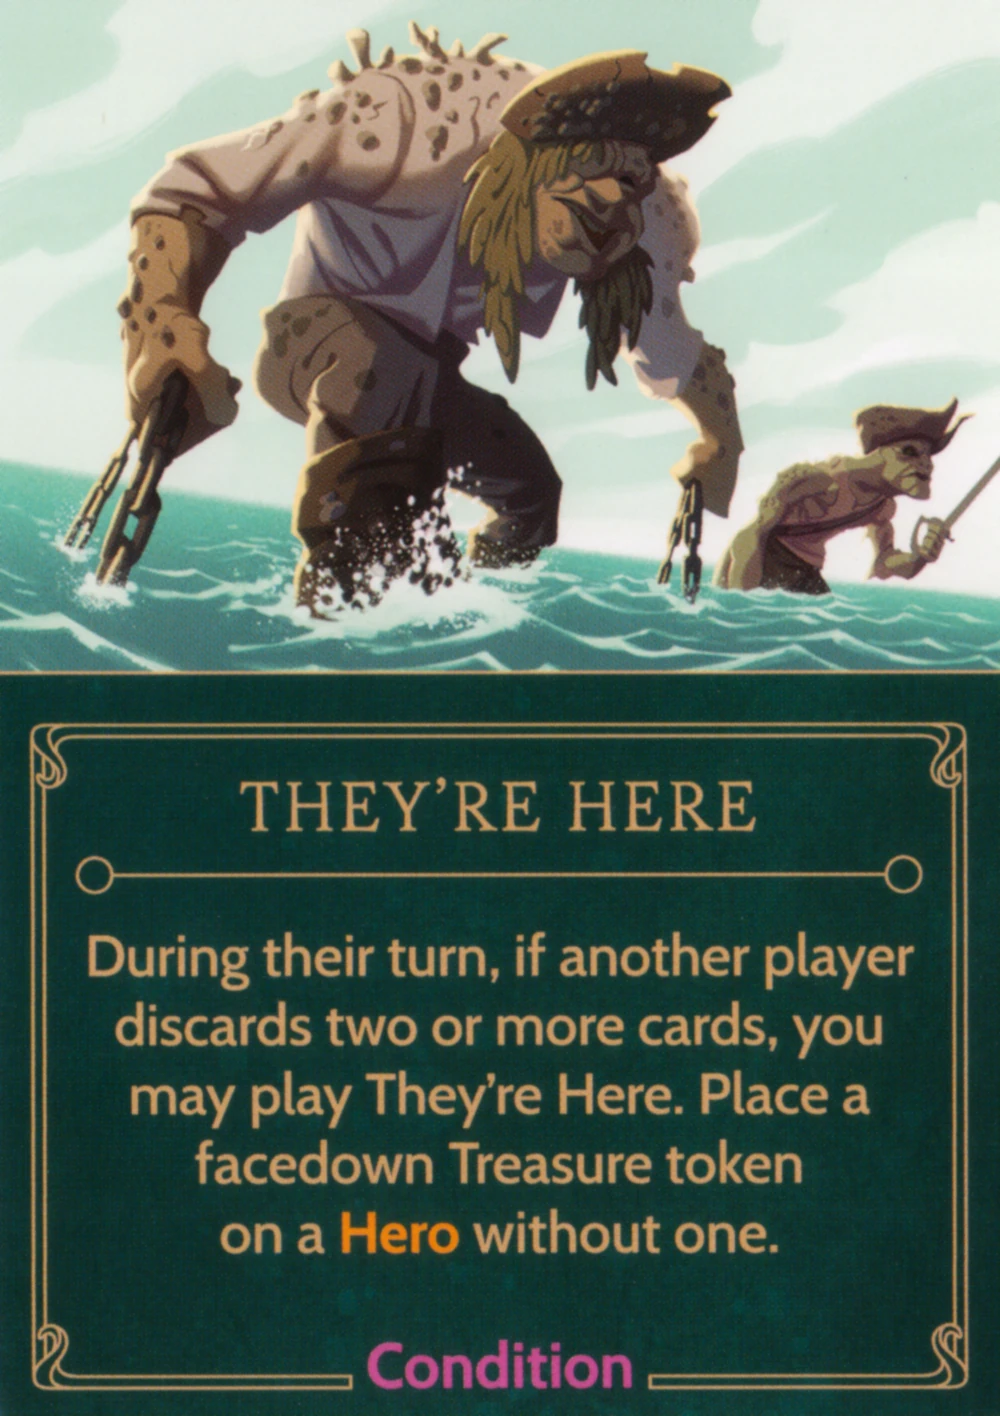 THEY’RE HERE
During their turn, if another player
discards two or more cards, you
may play They’re Here. Place a
facedown Treasure token
on a Hero without one.
Condition